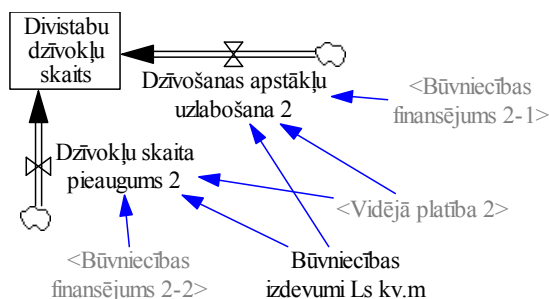 Divistabu
dzīvokļu
skaits
Dzīvošanas apstākļu
uzlabošana 2
<Būvniecības
finansējums 2-1>
Dzīvokļu skaita
pieaugums 2
<Vidējā platība 2>
<Būvniecības
finansējums 2-2>
Būvniecības
izdevumi Ls kv.m